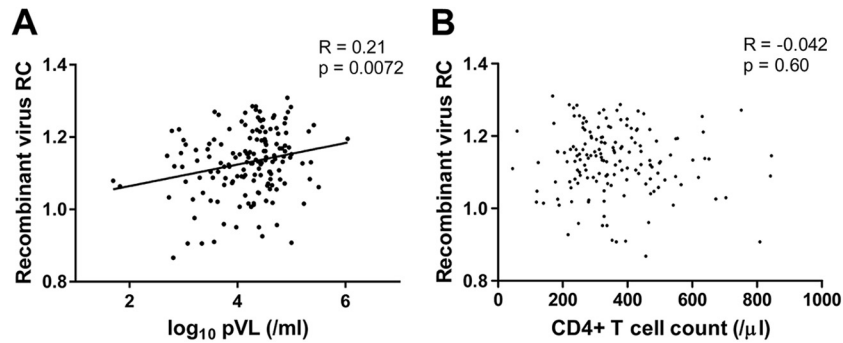 A
R = 0.21
p = 0.0072
Recombinant virus RC
1.4
1.2
1.0
0.8
2
4
6
log10 pVL (/ml)
B
R = -0.042
p = 0.60
Recombinant virus RC
1.4
1.2
1.0
0.8
0
200
400
600
800
1000
CD4+ T cell count (/μl)